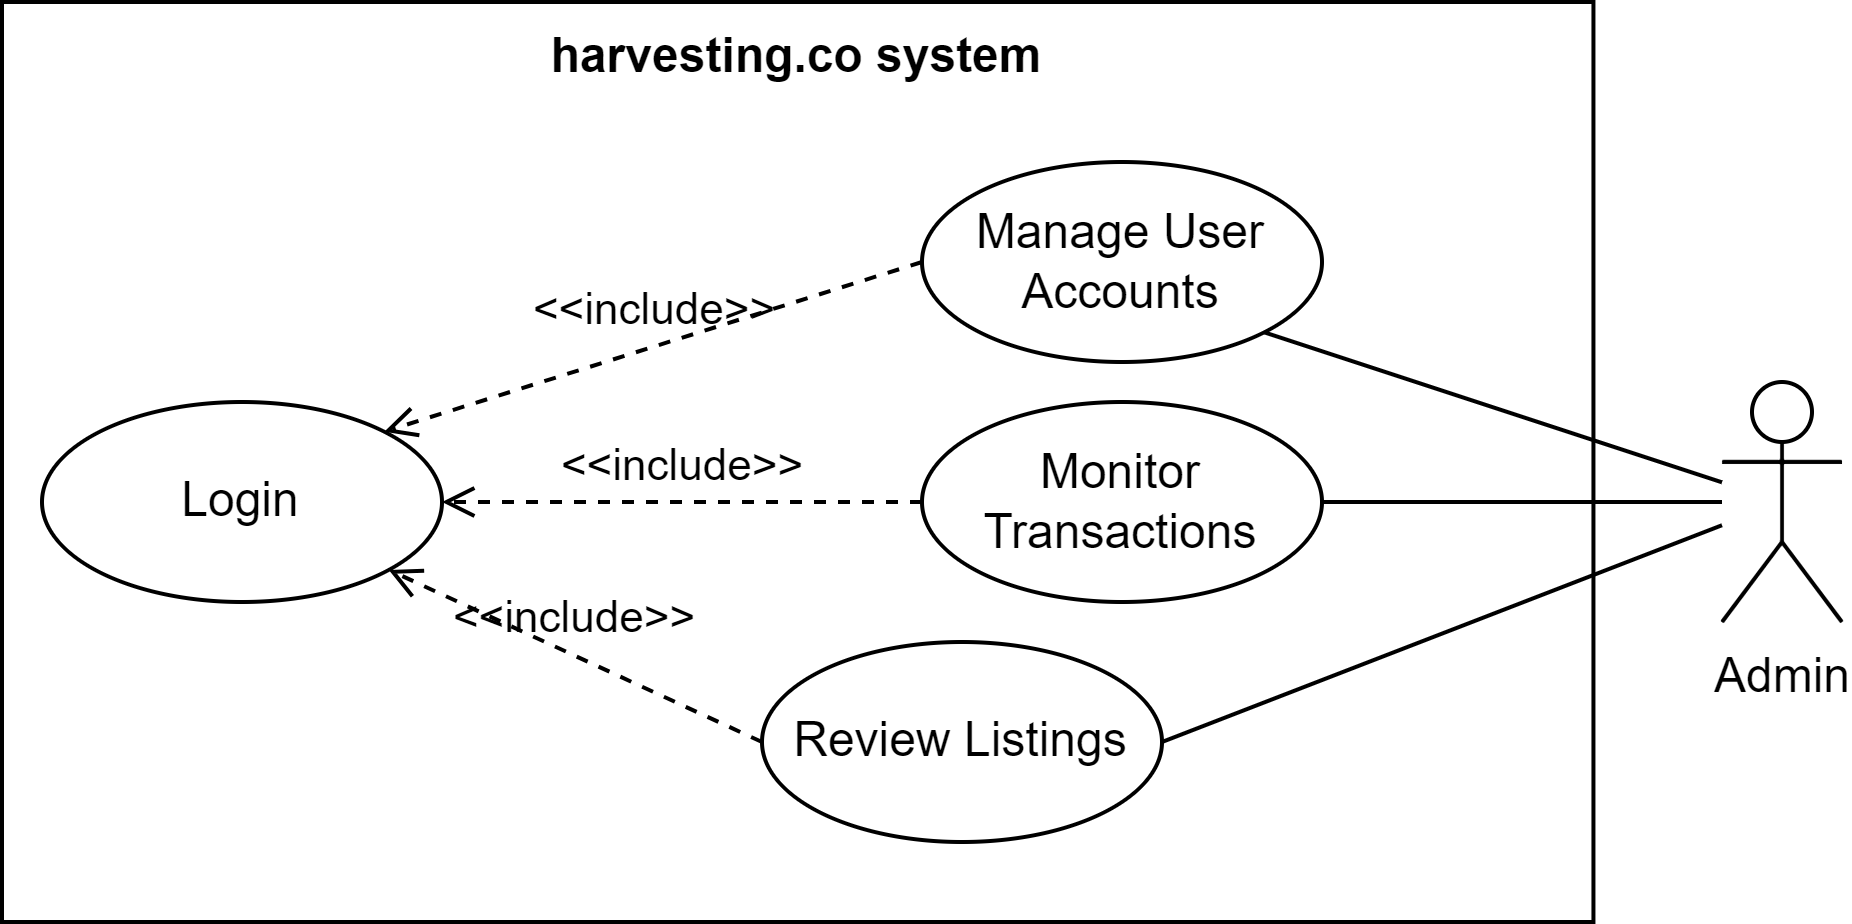 harvesting.co system
Manage User
Accounts
<<include>>
<<include>>
Monitor
Transactions
Login
<<include>>
Review Listings
Admin